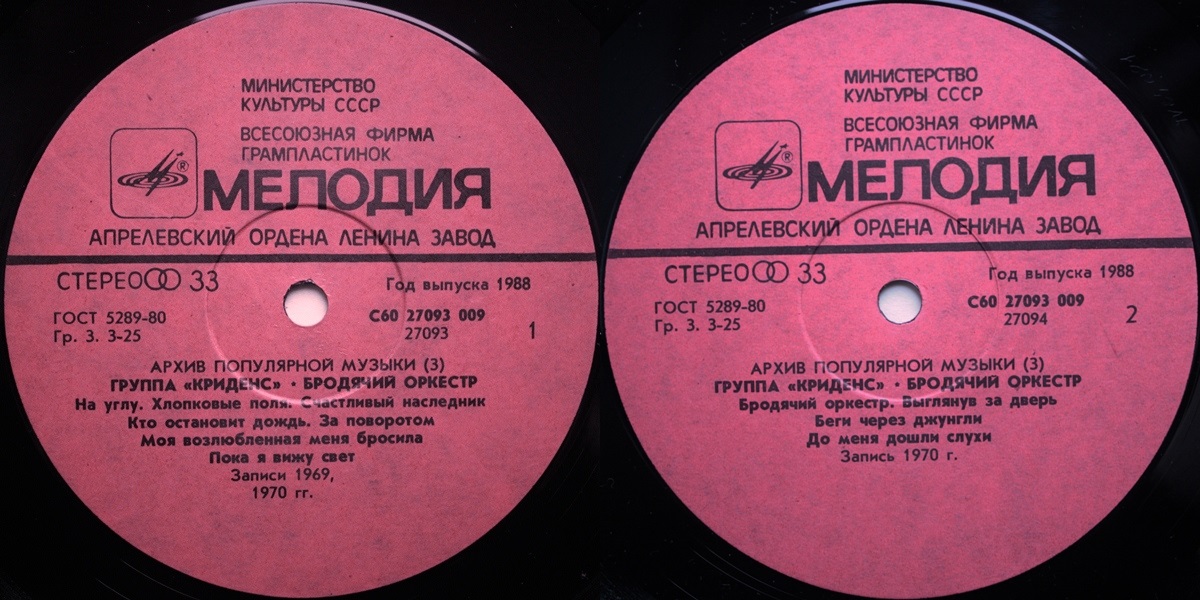 МИНИСТЕРСТВО
КУЛЬТУРЫ СССР
ВСЕСОЮЗНАЯ ФИРМА
ГРАМПЛАСТИНОК
®
МЕЛОДИЯ
АПРЕЛЕВСКИЙ ОРДЕНА ЛЕНИНА ЗАВОД
СТЕРЕО 33
Год выпуска 1988
ГОСТ 5289-80
Гр. 3. 3-25
С60 27093 009
27093
1
АРХИВ ПОПУЛЯРНОЙ МУЗЫКИ (3)
ГРУППА «КРИДЕНС» · БРОДЯЧИЙ ОРКЕСТР
На углу. Хлопковые поля. Счастливый наследник
Кто остановит дождь. За поворотом
Моя возлюбленная меня бросила
Пока я вижу свет
Записи 1969,
1970 гг.
МИНИСТЕРСТВО
КУЛЬТУРЫ СССР
ВСЕСОЮЗНАЯ ФИРМА
ГРАМПЛАСТИНОК
®
МЕЛОДИЯ
АПРЕЛЕВСКИЙ ОРДЕНА ЛЕНИНА ЗАВОД
СТЕРЕО 33
Год выпуска 1988
ГОСТ 5289-80
Гр. 3. 3-25
С60 27093 009
27094
2
АРХИВ ПОПУЛЯРНОЙ МУЗЫКИ (3)
ГРУППА «КРИДЕНС» · БРОДЯЧИЙ ОРКЕСТР
Бродячий оркестр. Выглянув за дверь
Беги через джунгли
До меня дошли слухи
Запись 1970 г.